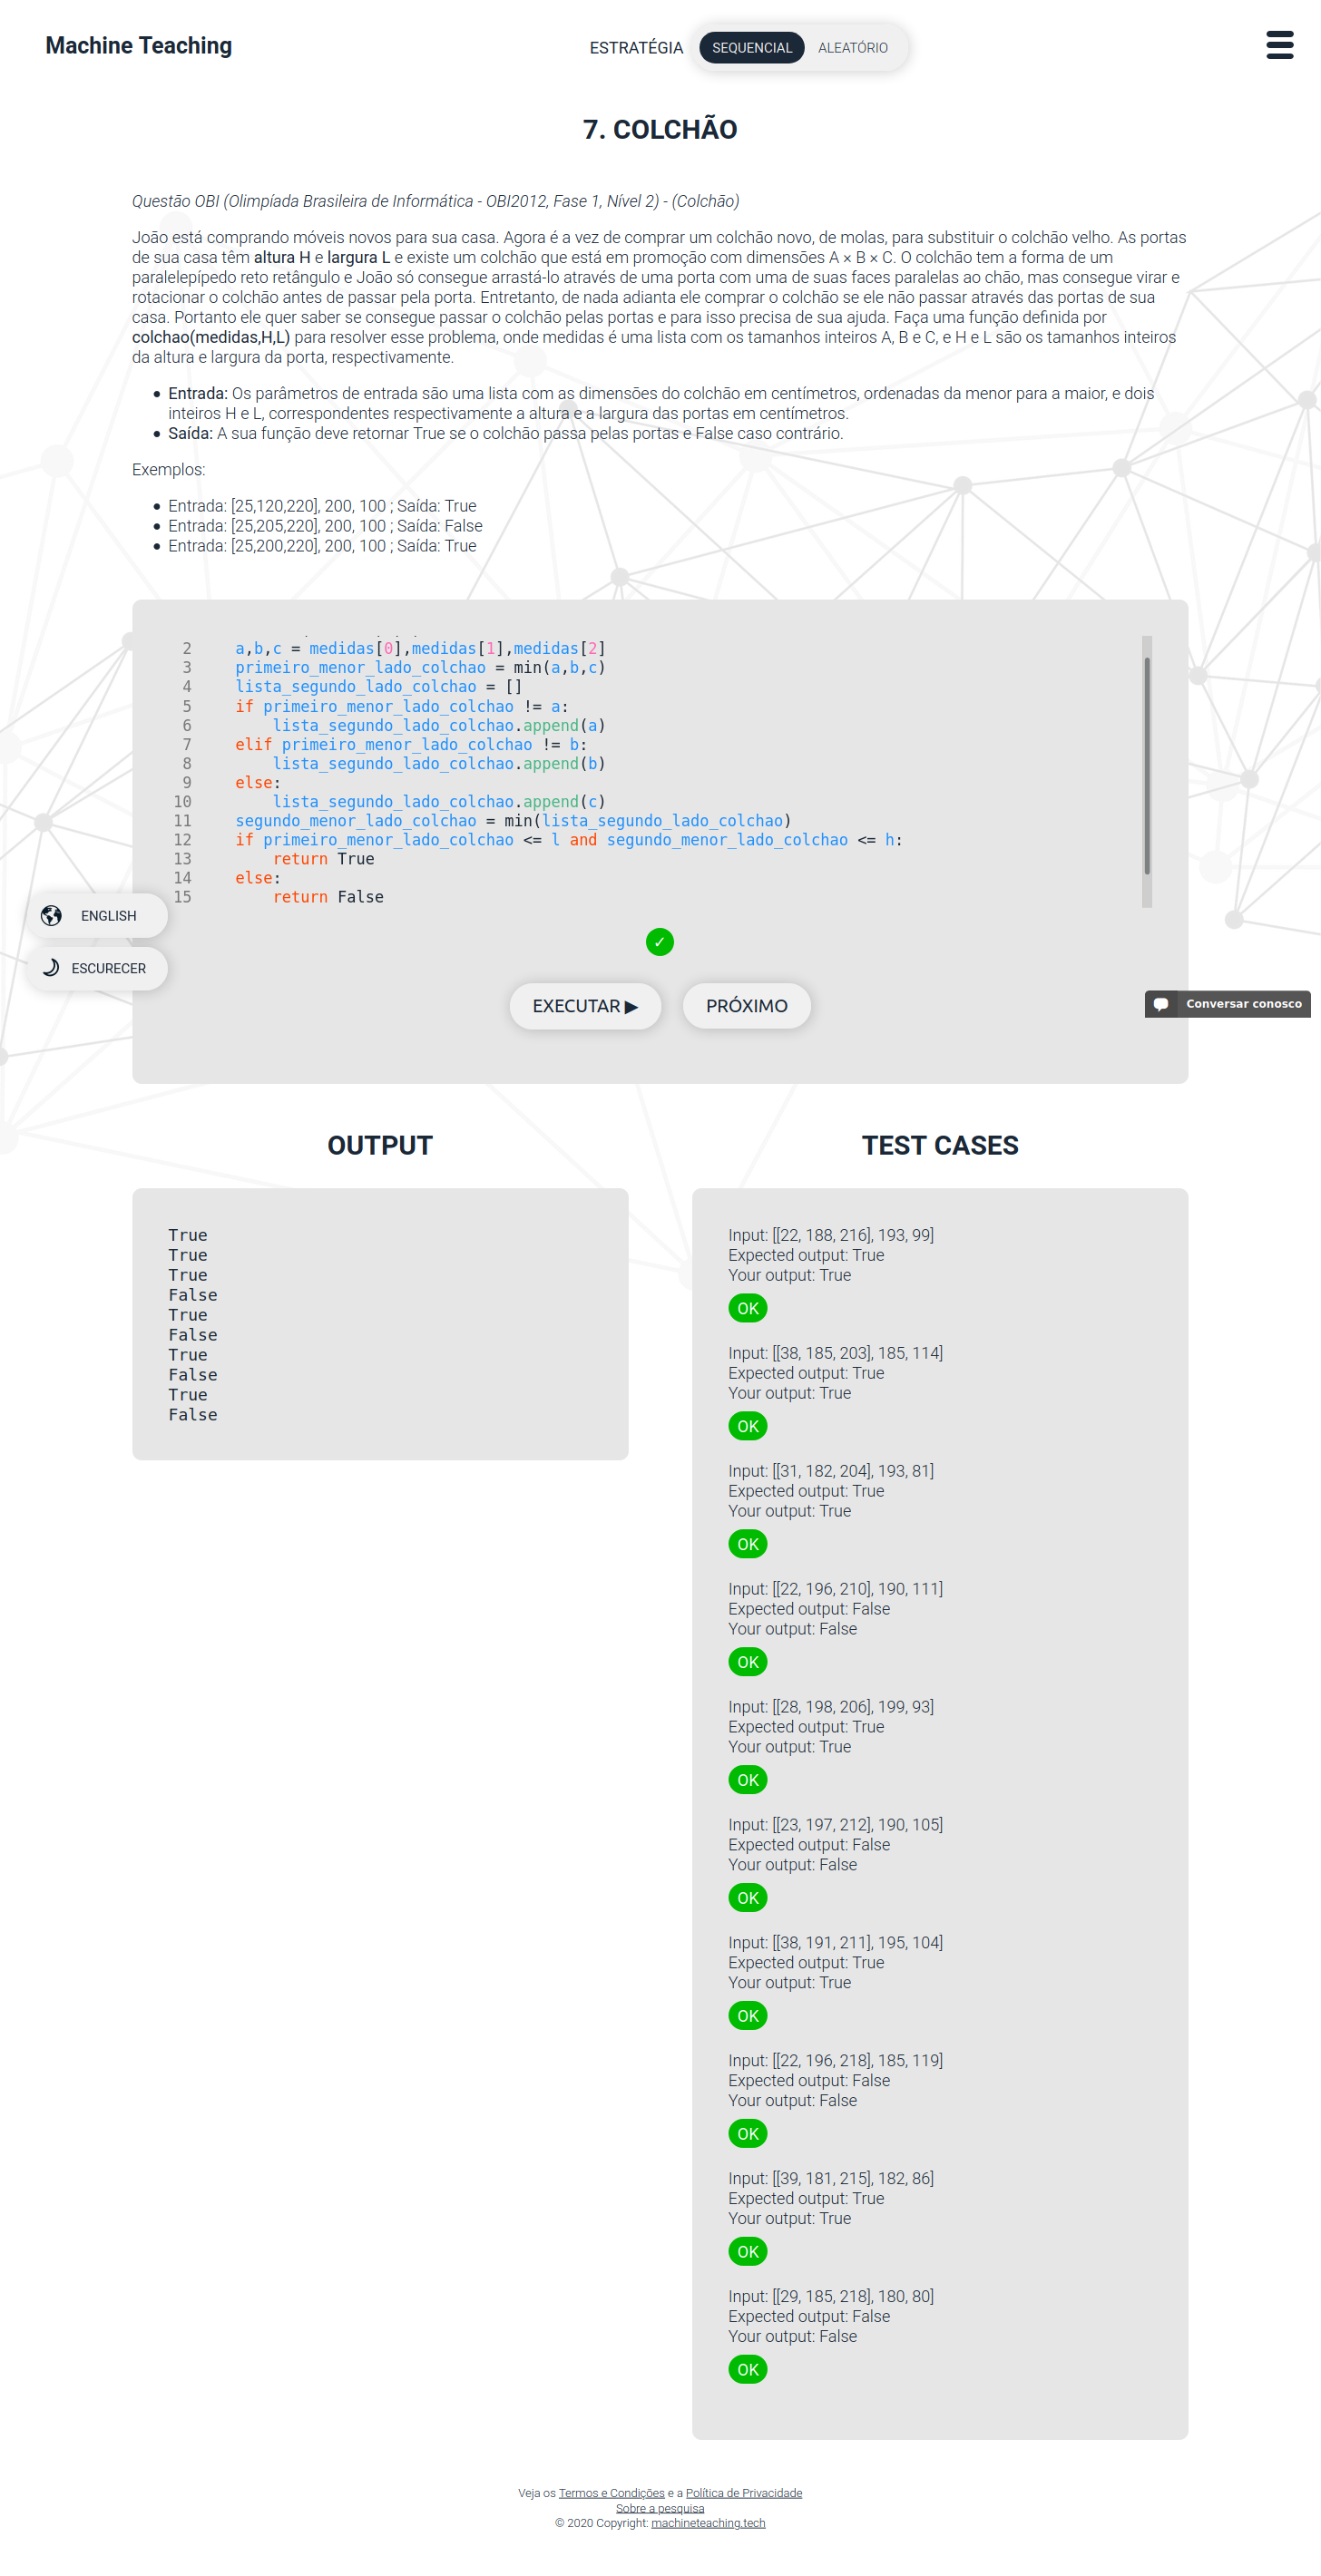 Machine Teaching
ESTRATÉGIA SEQUENCIAL ALEATÓRIO
7. COLCHÃO
Questão OBI (Olimpíada Brasileira de Informática - OBI2012, Fase 1, Nível 2) - (Colchão)
João está comprando móveis novos para sua casa. Agora é a vez de comprar um colchão novo, de molas, para substituir o colchão velho. As portas
de sua casa têm altura H e largura L e existe um colchão que está em promoção com dimensões A × B × C. O colchão tem a forma de um
paralelepípedo reto retângulo e João só consegue arrastá-lo através de uma porta com uma de suas faces paralelas ao chão, mas consegue virar e
rotacionar o colchão antes de passar pela porta. Entretanto, de nada adianta ele comprar o colchão se ele não passar através das portas de sua
casa. Portanto ele quer saber se consegue passar o colchão pelas portas e para isso precisa de sua ajuda. Faça uma função definida por
colchao(medidas,H,L) para resolver esse problema, onde medidas é uma lista com os tamanhos inteiros A, B e C, e H e L são os tamanhos inteiros
da altura e largura da porta, respectivamente.
• Entrada: Os parâmetros de entrada são uma lista com as dimensões do colchão em centímetros, ordenadas da menor para a maior, e dois
inteiros H e L, correspondentes respectivamente a altura e a largura das portas em centímetros.
• Saída: A sua função deve retornar True se o colchão passa pelas portas e False caso contrário.
Exemplos:
• Entrada: [25,120,220], 200, 100 ; Saída: True
• Entrada: [25,205,220], 200, 100 ; Saída: False
• Entrada: [25,200,220], 200, 100 ; Saída: True
2 a,b,c = medidas[0],medidas[1],medidas[2]
3 primeiro_menor_lado_colchao = min(a,b,c)
4 lista_segundo_lado_colchao = []
5 if primeiro_menor_lado_colchao != a:
6 lista_segundo_lado_colchao.append(a)
7 elif primeiro_menor_lado_colchao != b:
8 lista_segundo_lado_colchao.append(b)
9 else:
10 lista_segundo_lado_colchao.append(c)
11 segundo_menor_lado_colchao = min(lista_segundo_lado_colchao)
12 if primeiro_menor_lado_colchao <= l and segundo_menor_lado_colchao <= h:
13 return True
14 else:
15 return False
ENGLISH
ESCURECER
✓
EXECUTAR ▶ PRÓXIMO
Conversar conosco
OUTPUT
True
True
True
False
True
False
True
False
True
False
TEST CASES
Input: [[22, 188, 216], 193, 99]
Expected output: True
Your output: True
OK
Input: [[38, 185, 203], 185, 114]
Expected output: True
Your output: True
OK
Input: [[31, 182, 204], 193, 81]
Expected output: True
Your output: True
OK
Input: [[22, 196, 210], 190, 111]
Expected output: False
Your output: False
OK
Input: [[28, 198, 206], 199, 93]
Expected output: True
Your output: True
OK
Input: [[23, 197, 212], 190, 105]
Expected output: False
Your output: False
OK
Input: [[38, 191, 211], 195, 104]
Expected output: True
Your output: True
OK
Input: [[22, 196, 218], 185, 119]
Expected output: False
Your output: False
OK
Input: [[39, 181, 215], 182, 86]
Expected output: True
Your output: True
OK
Input: [[29, 185, 218], 180, 80]
Expected output: False
Your output: False
OK
Veja os Termos e Condições e a Política de Privacidade
Sobre a pesquisa
© 2020 Copyright: machineteaching.tech